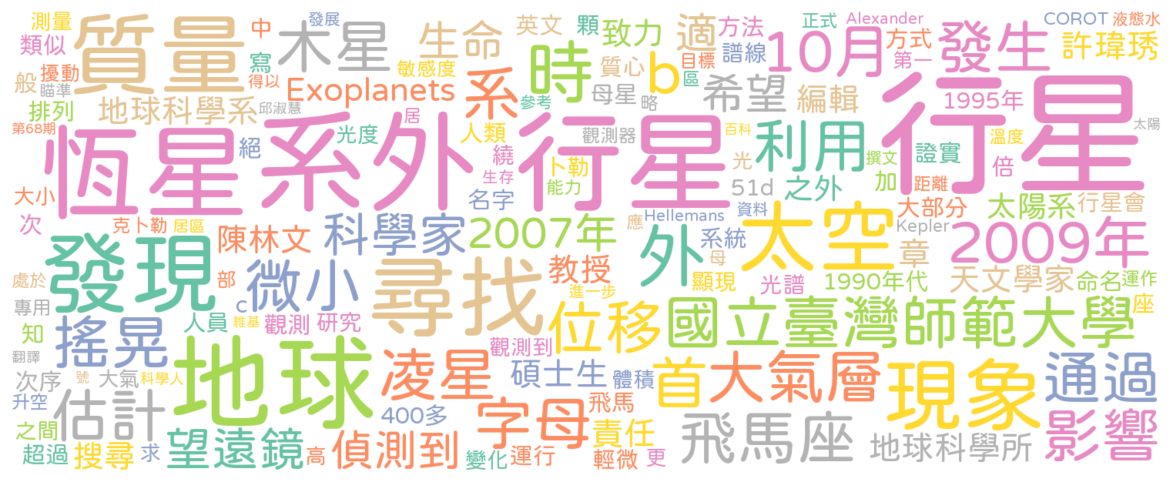 測量 質量 中 發展 木星 生命 英文 顆 致力 適 方法 10月 正式 Alexander 發生 COROT 液態水
類似 寫 敏感度 時 質心 目標 區 譜線 方式 第一 許瑋琇
般 擾動 瞄準 得以 Exoplanets 系 b 希望 編輯 1995年
排列 地球科學系 邱淑慧 參考 母星 略 行星
第68期 恆星 系外 行星 居 人類 觀測器 百科 利用 溫度 太陽
絕 光度 繞 卜勒 光 撰文 證實 倍
大小 生存 名字 能力 51d 之外 加 距離
次 克卜勒 居區 科學家 2007年 應 Hellemans 資料 太空 大部分 太陽系 行星會
發現 陳林文 外 系統 母 Kepler 2009年
處於 部 微小 尋找 教授 顯現 光譜 章 天文學家 命名 運作
專用 c 進一步 1990年代 座
知 搖晃 人員 維基 觀測 研究 觀測到 位移 國立臺灣師範大學
翻譯 地球 凌星 碩士生 體積 首 大氣層 現象 通過
次序 大氣 號 科學人
升空 估計 400多 字母 飛馬 飛馬座 影響
之間 望遠鏡 偵測到 責任 地球科學所
超過 搜尋 求 高 變化 運行 輕微 更